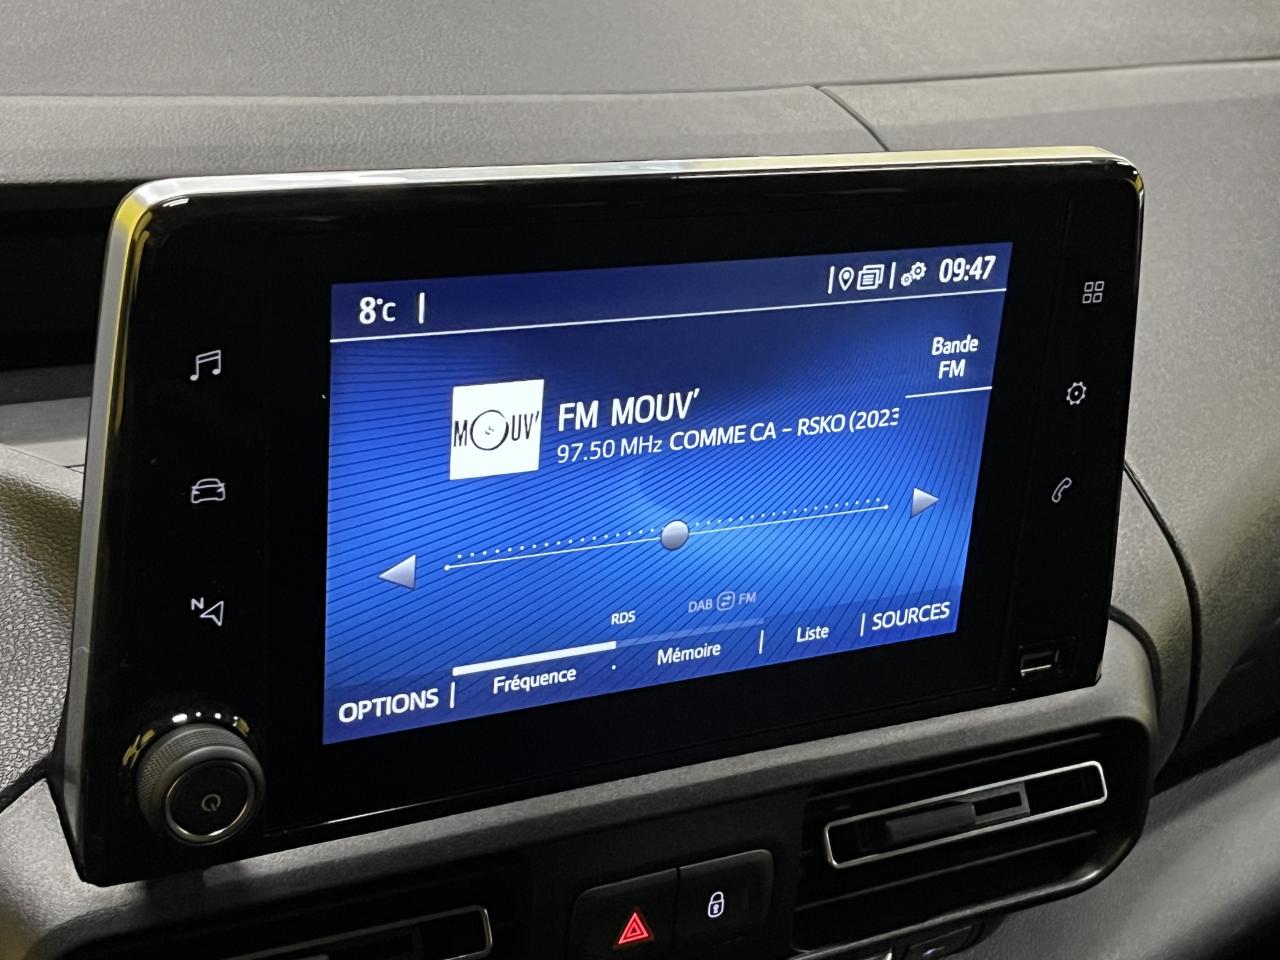 8°C
09:47
Bande
FM
MOUV'
FM MOUV'
97.50 MHz COMME CA - RSKO (2023
RDS
DAB FM
OPTIONS
Fréquence
Mémoire
Liste
SOURCES
N